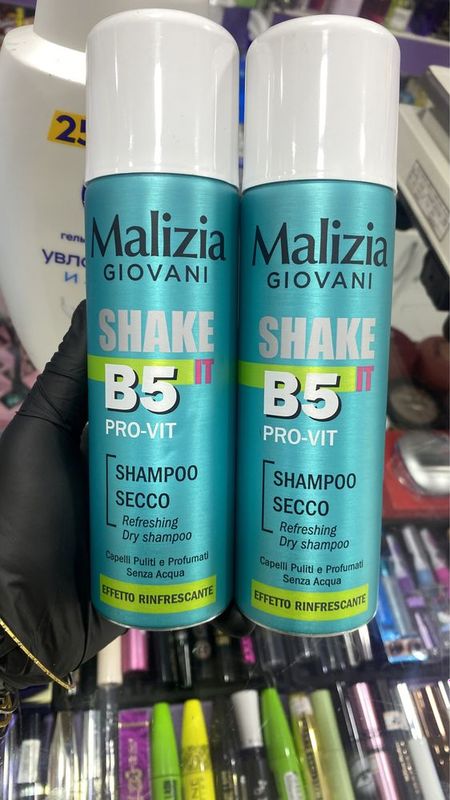 25
гель
Malizia
GIOVANI
SHAKE
IT
B5
PRO-VIT
SHAMPOO
SECCO
Refreshing
Dry shampoo
Capelli Puliti e Profumati
Senza Acqua
EFFETTO RINFRESCANTE
Malizia
GIOVANI
SHAKE
IT
B5
PRO-VIT
SHAMPOO
SECCO
Refreshing
Dry shampoo
Capelli Puliti e Profumati
Senza Acqua
EFFETTO RINFRESCANTE